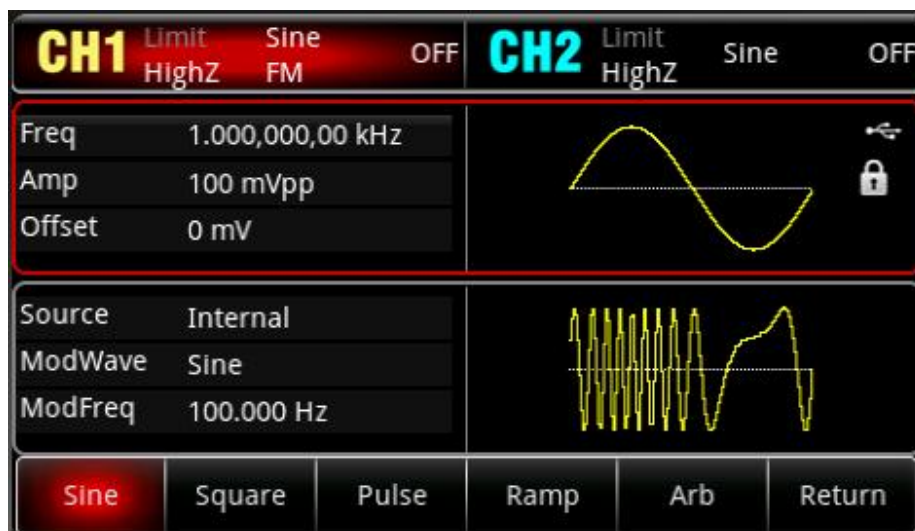 CH1 Limit Sine OFF CH2 Limit Sine OFF
HighZ FM HighZ
Freq 1.000,000,00 kHz
Amp 100 mVpp
Offset 0 mV
Source Internal
ModWave Sine
ModFreq 100.000 Hz
Sine Square Pulse Ramp Arb Return